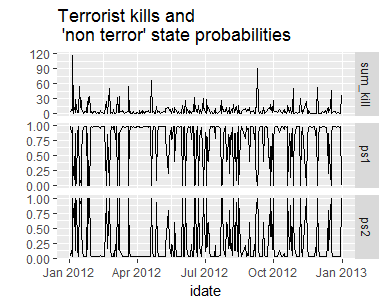 Terrorist kills and
'non terror' state probabilities
120
90
60
30
0
sum_kill
1.00
0.75
0.50
0.25
0.00
ps1
1.00
0.75
0.50
0.25
0.00
ps2
Jan 2012 Apr 2012 Jul 2012 Oct 2012 Jan 2013
idate